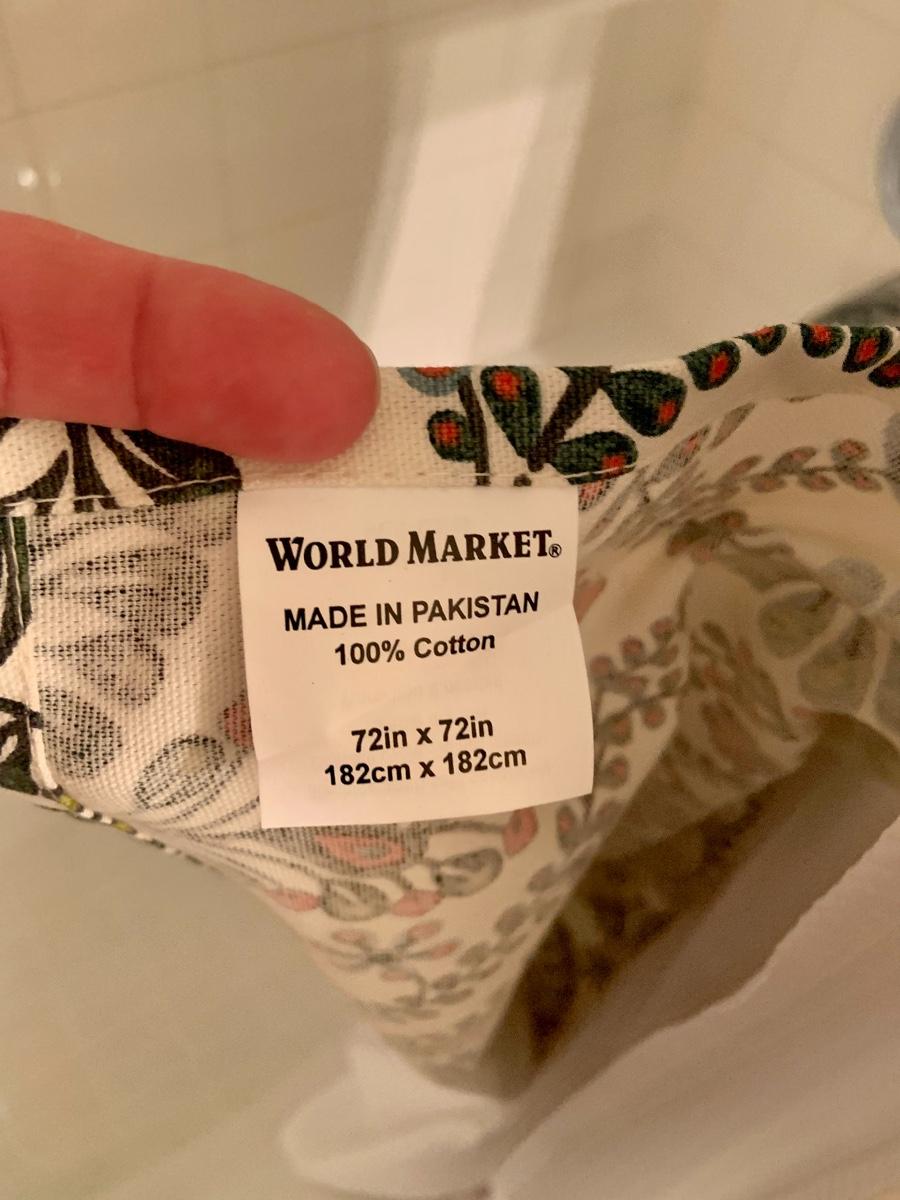 WORLD MARKET®
MADE IN PAKISTAN
100% Cotton
72in x 72in
182cm x 182cm